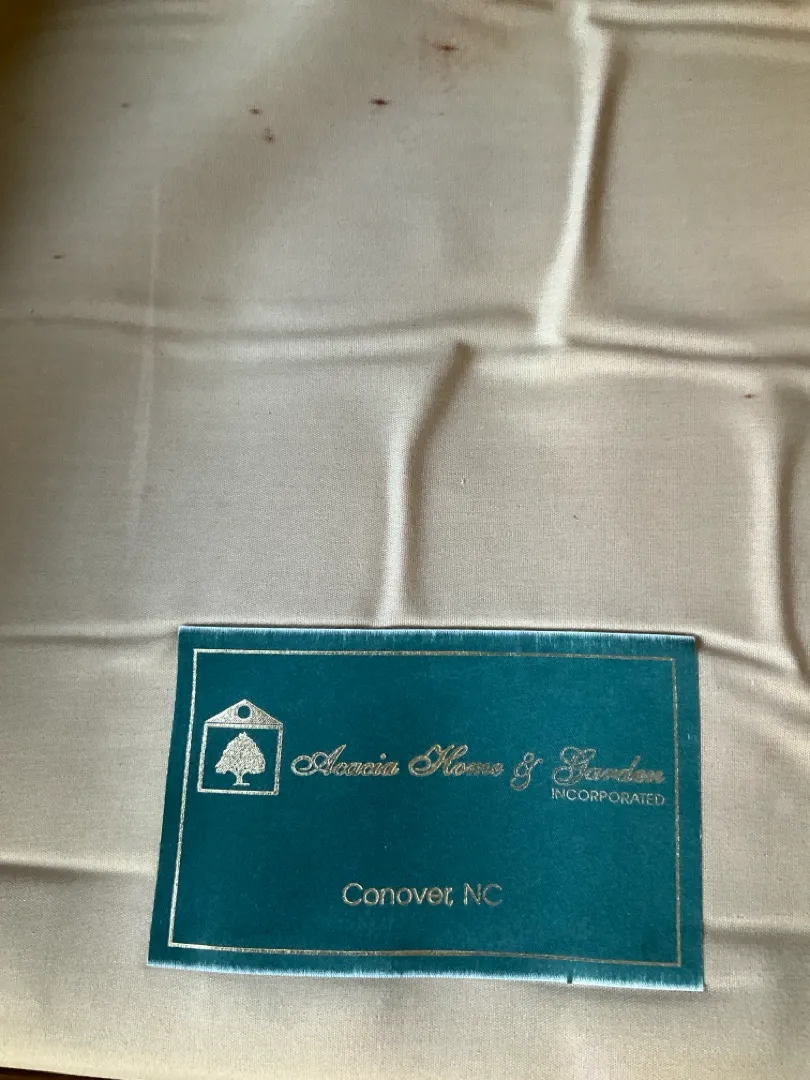 Acacia Home & Garden
INCORPORATED
Conover, NC